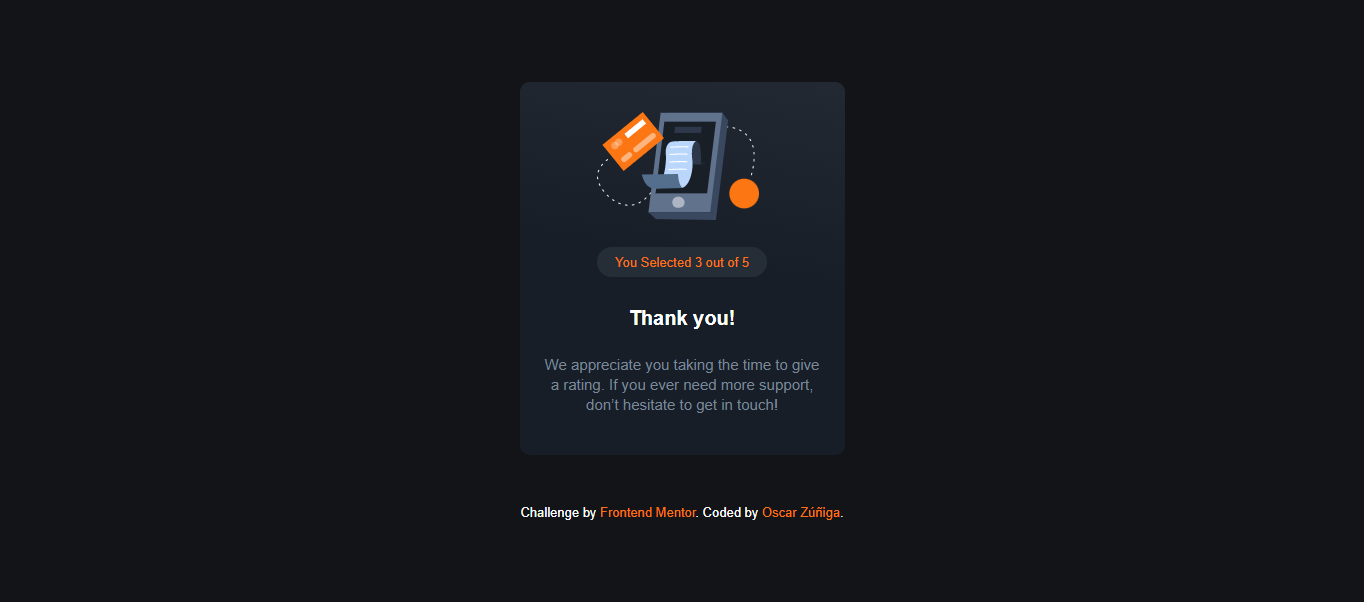 You Selected 3 out of 5
Thank you!
We appreciate you taking the time to give
a rating. If you ever need more support,
don’t hesitate to get in touch!
Challenge by Frontend Mentor. Coded by Oscar Zúñiga.